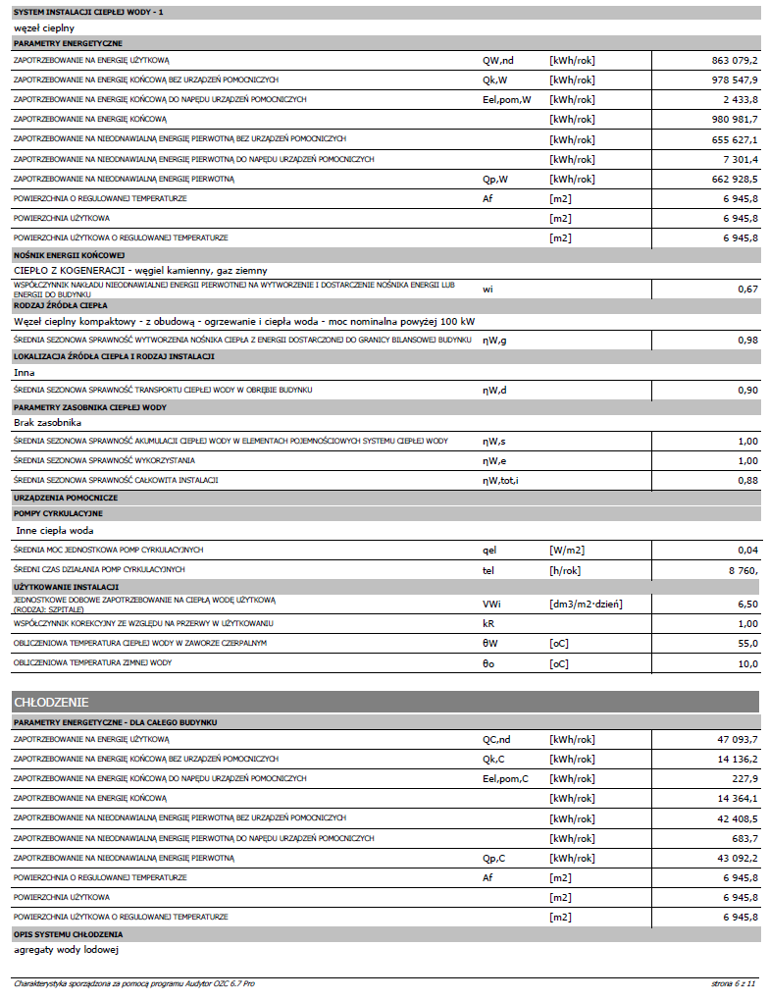 SYSTEM INSTALACJI CIEPŁEJ WODY - 1
węzeł cieplny
PARAMETRY ENERGETYCZNE
ZAPOTRZEBOWANIE NA ENERGIĘ UŻYTKOWĄ QW,nd [kWh/rok] 863 079,2
ZAPOTRZEBOWANIE NA ENERGIĘ KOŃCOWĄ BEZ URZĄDZEŃ POMOCNICZYCH Qk,W [kWh/rok] 978 547,9
ZAPOTRZEBOWANIE NA ENERGIĘ KOŃCOWĄ DO NAPĘDU URZĄDZEŃ POMOCNICZYCH Eel,pom,W [kWh/rok] 2 433,8
ZAPOTRZEBOWANIE NA ENERGIĘ KOŃCOWĄ [kWh/rok] 980 981,7
ZAPOTRZEBOWANIE NA NIEODNAWIALNĄ ENERGIĘ PIERWOTNĄ BEZ URZĄDZEŃ POMOCNICZYCH [kWh/rok] 655 627,1
ZAPOTRZEBOWANIE NA NIEODNAWIALNĄ ENERGIĘ PIERWOTNĄ DO NAPĘDU URZĄDZEŃ POMOCNICZYCH [kWh/rok] 7 301,4
ZAPOTRZEBOWANIE NA NIEODNAWIALNĄ ENERGIĘ PIERWOTNĄ Qp,W [kWh/rok] 662 928,5
POWIERZCHNIA O REGULOWANEJ TEMPERATURZE Af [m2] 6 945,8
POWIERZCHNIA UŻYTKOWA [m2] 6 945,8
POWIERZCHNIA UŻYTKOWA O REGULOWANEJ TEMPERATURZE [m2] 6 945,8
NOŚNIK ENERGII KOŃCOWEJ
CIEPŁO Z KOGENERACJI - węgiel kamienny, gaz ziemny
WSPÓŁCZYNNIK NAKŁADU NIEODNAWIALNEJ ENERGII PIERWOTNEJ NA WYTWORZENIE I DOSTARCZENIE NOŚNIKA ENERGII LUB
ENERGII DO BUDYNKU wi 0,67
RODZAJ ŹRÓDŁA CIEPŁA
Węzeł cieplny kompaktowy - z obudową - ogrzewanie i ciepła woda - moc nominalna powyżej 100 kW
ŚREDNIA SEZONOWA SPRAWNOŚĆ WYTWORZENIA NOŚNIKA CIEPŁA Z ENERGII DOSTARCZONEJ DO GRANICY BILANSOWEJ BUDYNKU ηW,g 0,98
LOKALIZACJA ŹRÓDŁA CIEPŁA I RODZAJ INSTALACJI
Inna
ŚREDNIA SEZONOWA SPRAWNOŚĆ TRANSPORTU CIEPŁEJ WODY W OBRĘBIE BUDYNKU ηW,d 0,90
PARAMETRY ZASOBNIKA CIEPŁEJ WODY
Brak zasobnika
ŚREDNIA SEZONOWA SPRAWNOŚĆ AKUMULACJI CIEPŁEJ WODY W ELEMENTACH POJEMNOŚCIOWYCH SYSTEMU CIEPŁEJ WODY ηW,s 1,00
ŚREDNIA SEZONOWA SPRAWNOŚĆ WYKORZYSTANIA ηW,e 1,00
ŚREDNIA SEZONOWA SPRAWNOŚĆ CAŁKOWITA INSTALACJI ηW,tot,i 0,88
URZĄDZENIA POMOCNICZE
POMPY CYRKULACYJNE
Inne ciepła woda
ŚREDNIA MOC JEDNOSTKOWA POMP CYRKULACYJNYCH qel [W/m2] 0,04
ŚREDNI CZAS DZIAŁANIA POMP CYRKULACYJNYCH tel [h/rok] 8 760,
UŻYTKOWANIE INSTALACJI
JEDNOSTKOWE DOBOWE ZAPOTRZEBOWANIE NA CIEPŁĄ WODĘ UŻYTKOWĄ
(RODZAJ: SZPITALE) VWi [dm3/m2·dzień] 6,50
WSPÓŁCZYNNIK KOREKCYJNY ZE WZGLĘDU NA PRZERWY W UŻYTKOWANIU kR 1,00
OBLICZENIOWA TEMPERATURA CIEPŁEJ WODY W ZAWORZE CZERPALNYM θW [oC] 55,0
OBLICZENIOWA TEMPERATURA ZIMNEJ WODY θo [oC] 10,0
CHŁODZENIE
PARAMETRY ENERGETYCZNE - DLA CAŁEGO BUDYNKU
ZAPOTRZEBOWANIE NA ENERGIĘ UŻYTKOWĄ QC,nd [kWh/rok] 47 093,7
ZAPOTRZEBOWANIE NA ENERGIĘ KOŃCOWĄ BEZ URZĄDZEŃ POMOCNICZYCH Qk,C [kWh/rok] 14 136,2
ZAPOTRZEBOWANIE NA ENERGIĘ KOŃCOWĄ DO NAPĘDU URZĄDZEŃ POMOCNICZYCH Eel,pom,C [kWh/rok] 227,9
ZAPOTRZEBOWANIE NA ENERGIĘ KOŃCOWĄ [kWh/rok] 14 364,1
ZAPOTRZEBOWANIE NA NIEODNAWIALNĄ ENERGIĘ PIERWOTNĄ BEZ URZĄDZEŃ POMOCNICZYCH [kWh/rok] 42 408,5
ZAPOTRZEBOWANIE NA NIEODNAWIALNĄ ENERGIĘ PIERWOTNĄ DO NAPĘDU URZĄDZEŃ POMOCNICZYCH [kWh/rok] 683,7
ZAPOTRZEBOWANIE NA NIEODNAWIALNĄ ENERGIĘ PIERWOTNĄ Qp,C [kWh/rok] 43 092,2
POWIERZCHNIA O REGULOWANEJ TEMPERATURZE Af [m2] 6 945,8
POWIERZCHNIA UŻYTKOWA [m2] 6 945,8
POWIERZCHNIA UŻYTKOWA O REGULOWANEJ TEMPERATURZE [m2] 6 945,8
OPIS SYSTEMU CHŁODZENIA
agregaty wody lodowej
Charakterystyka sporządzona za pomocą programu Audytor OZC 6.7 Pro strona 6 z 11